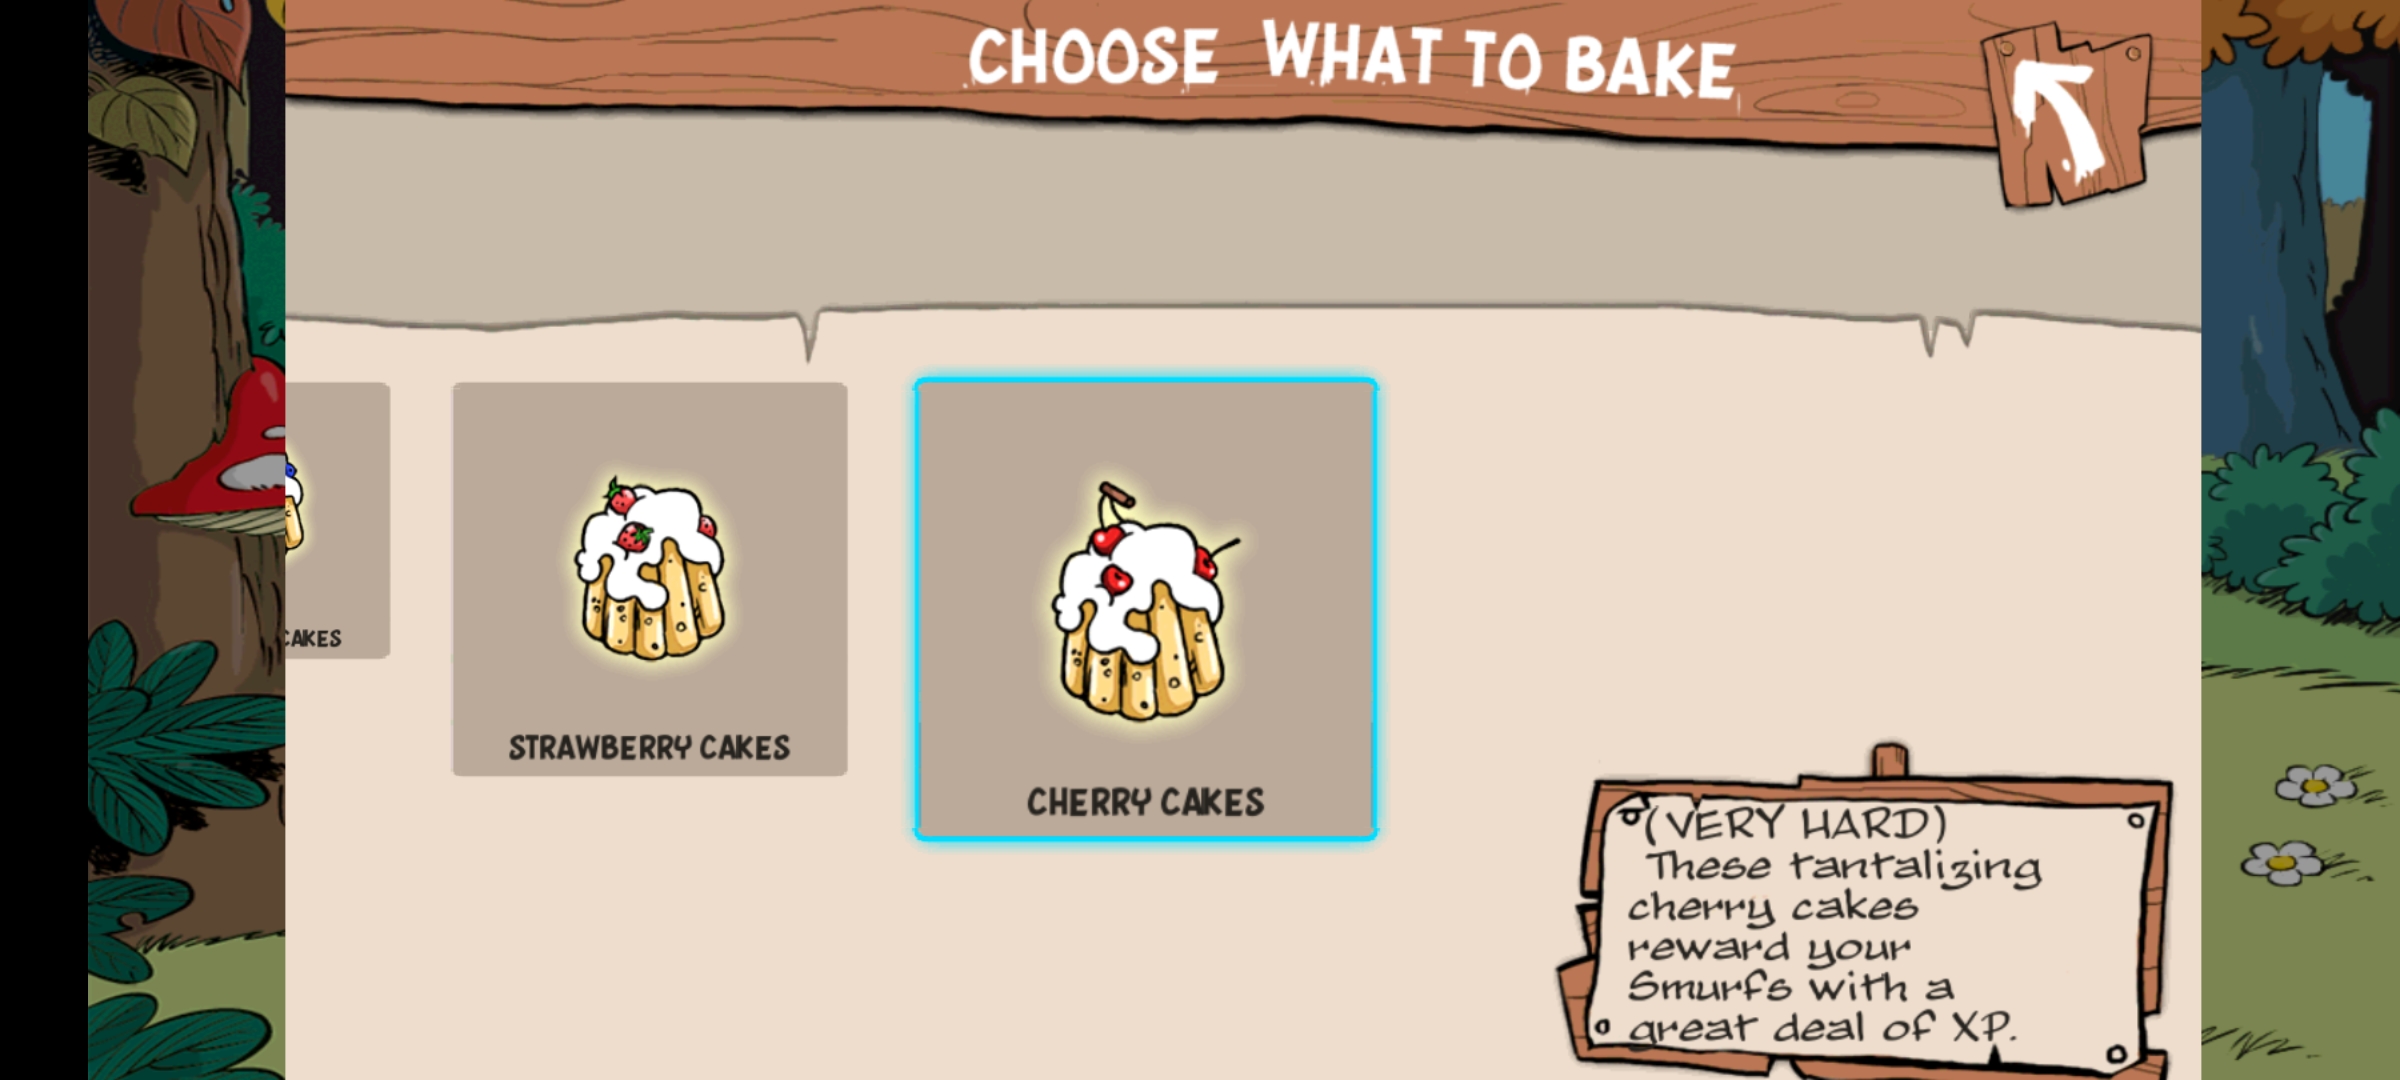 CHOOSE WHAT TO BAKE
CAKES
STRAWBERRY CAKES
CHERRY CAKES
(VERY HARD)
These tantalizing
cherry cakes
reward your
Smurfs with a
great deal of XP.